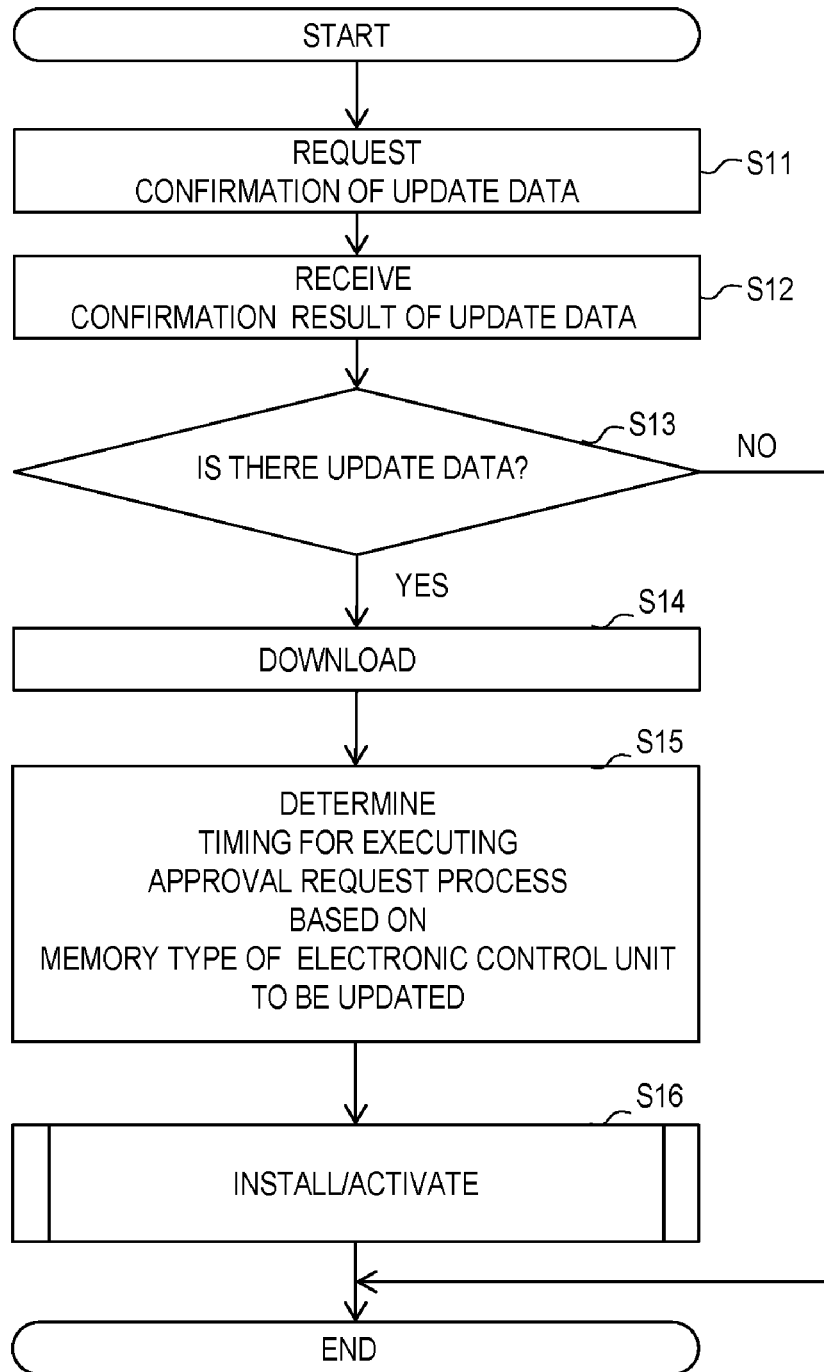 START
REQUEST
CONFIRMATION OF UPDATE DATA
S11
RECEIVE
CONFIRMATION RESULT OF UPDATE DATA
S12
IS THERE UPDATE DATA?
S13
NO
YES
S14
DOWNLOAD
S15
DETERMINE
TIMING FOR EXECUTING
APPROVAL REQUEST PROCESS
BASED ON
MEMORY TYPE OF ELECTRONIC CONTROL UNIT
TO BE UPDATED
S16
INSTALL/ACTIVATE
END